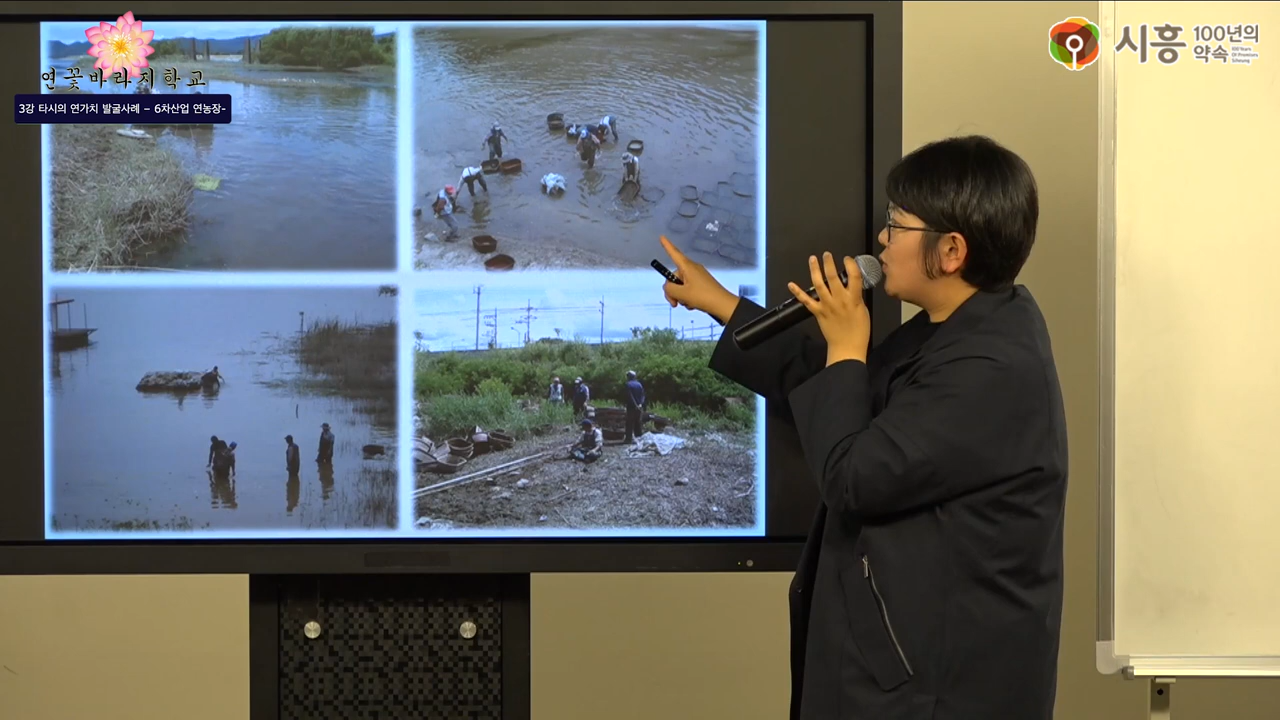 연꽃바라지학교
3강 타시의 연가치 발굴사례 – 6차산업 연농장-
시흥
100년의
약속